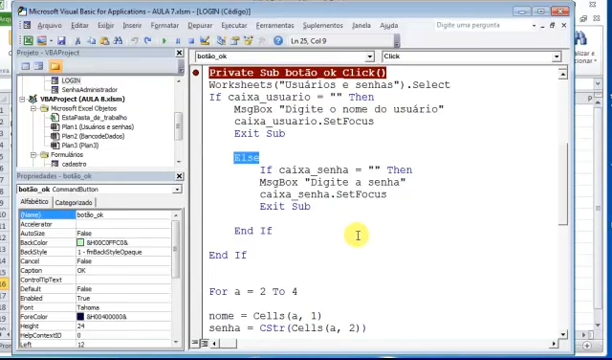 Microsoft Visual Basic for Applications - AULA 7.xlsm - [LOGIN (Código)]
Arquivo Editar Exibir Inserir Formatar Depurar Executar Ferramentas Suplementos Janela Ajuda
Digite uma pergunta
Ln 25, Col 9
Projeto - VBAProject
LOGIN
SenhaAdministrador
VBAProject (AULA 8.xlsm)
Microsoft Excel Objetos
EstaPasta_de_trabalho
Plan1 (Usuários e senhas)
Plan2 (BancodeDados)
Plan3 (Plan3)
Formulários
cadastro
Propriedades - botão_ok
botão_ok CommandButton
Alfabético Categorizado
(Name) botão_ok
Accelerator
AutoSize False
BackColor &H00C0FFC0&
BackStyle 1 - fmBackStyleOpaque
Cancel False
Caption OK
ControlTipText
Default False
Enabled True
Font Tahoma
ForeColor &H00400000&
Height 24
HelpContextID 0
Left 12
botão_ok Click
Private Sub botão_ok_Click()
Worksheets("Usuários e senhas").Select
If caixa_usuario = "" Then
MsgBox "Digite o nome do usuário"
caixa_usuario.SetFocus
Exit Sub
Else
If caixa_senha = "" Then
MsgBox "Digite a senha"
caixa_senha.SetFocus
Exit Sub
End If
End If
For a = 2 To 4
nome = Cells(a, 1)
senha = CStr(Cells(a, 2))